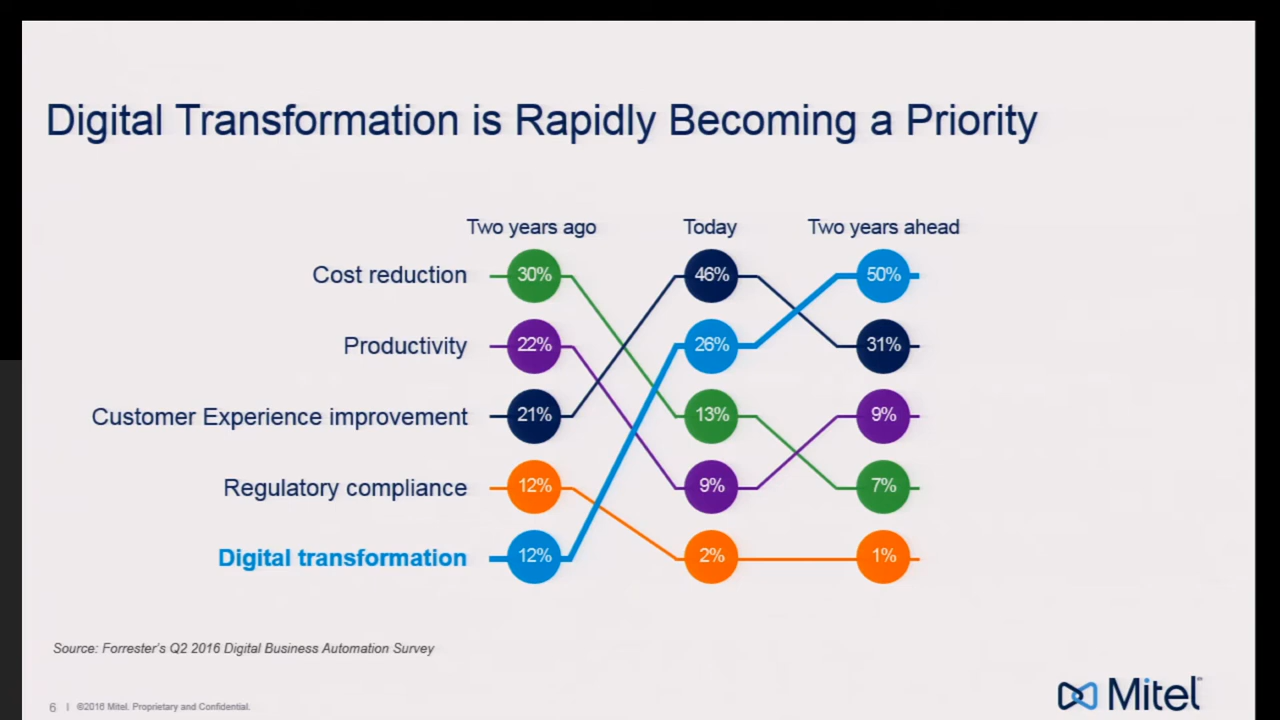 Digital Transformation is Rapidly Becoming a Priority
Two years ago Today Two years ahead
Cost reduction 30% 46% 50%
Productivity 22% 26% 31%
Customer Experience improvement 21% 13% 9%
Regulatory compliance 12% 9% 7%
Digital transformation 12% 2% 1%
Source: Forrester's Q2 2016 Digital Business Automation Survey
6 | ©2016 Mitel. Proprietary and Confidential.
Mitel